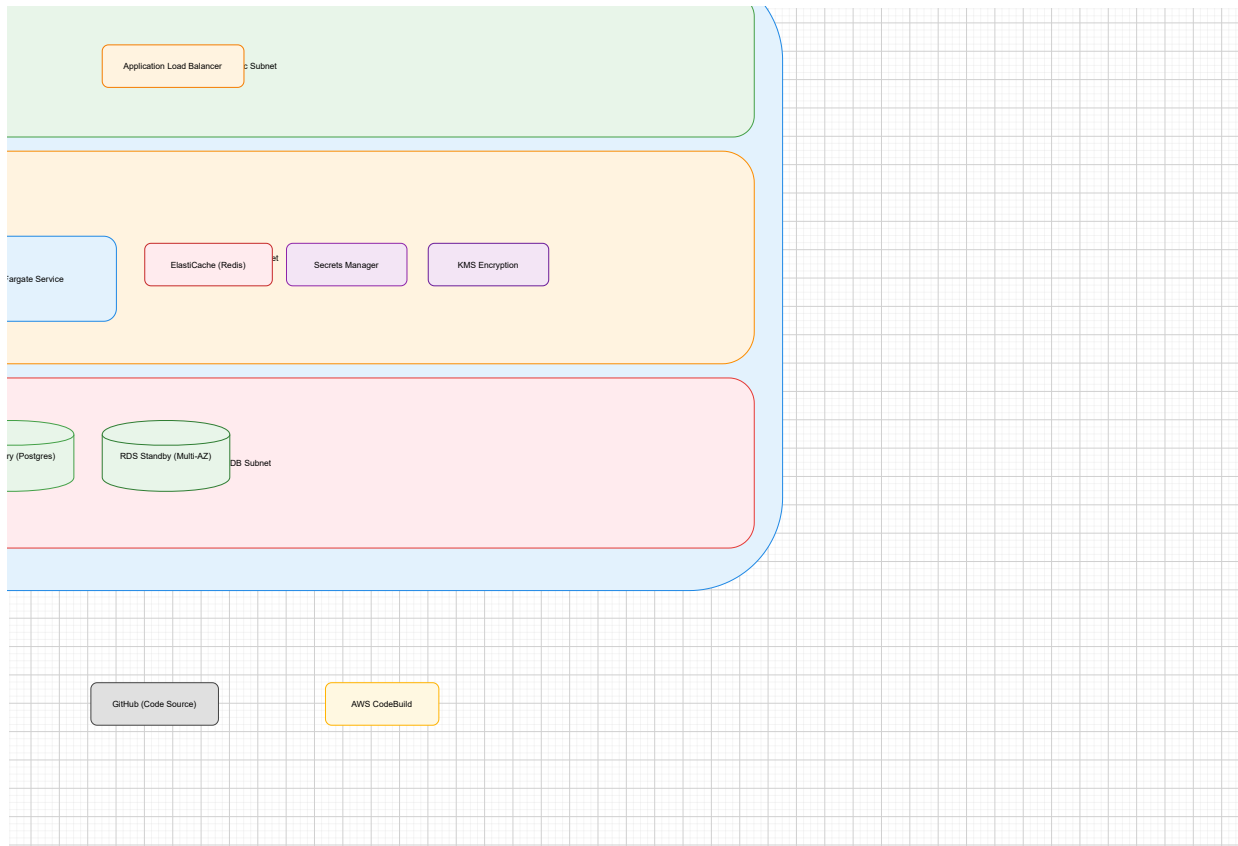 Application Load Balancer
c Subnet
Fargate Service
ElastiCache (Redis)
et
Secrets Manager
KMS Encryption
ry (Postgres)
RDS Standby (Multi-AZ)
DB Subnet
GitHub (Code Source)
AWS CodeBuild